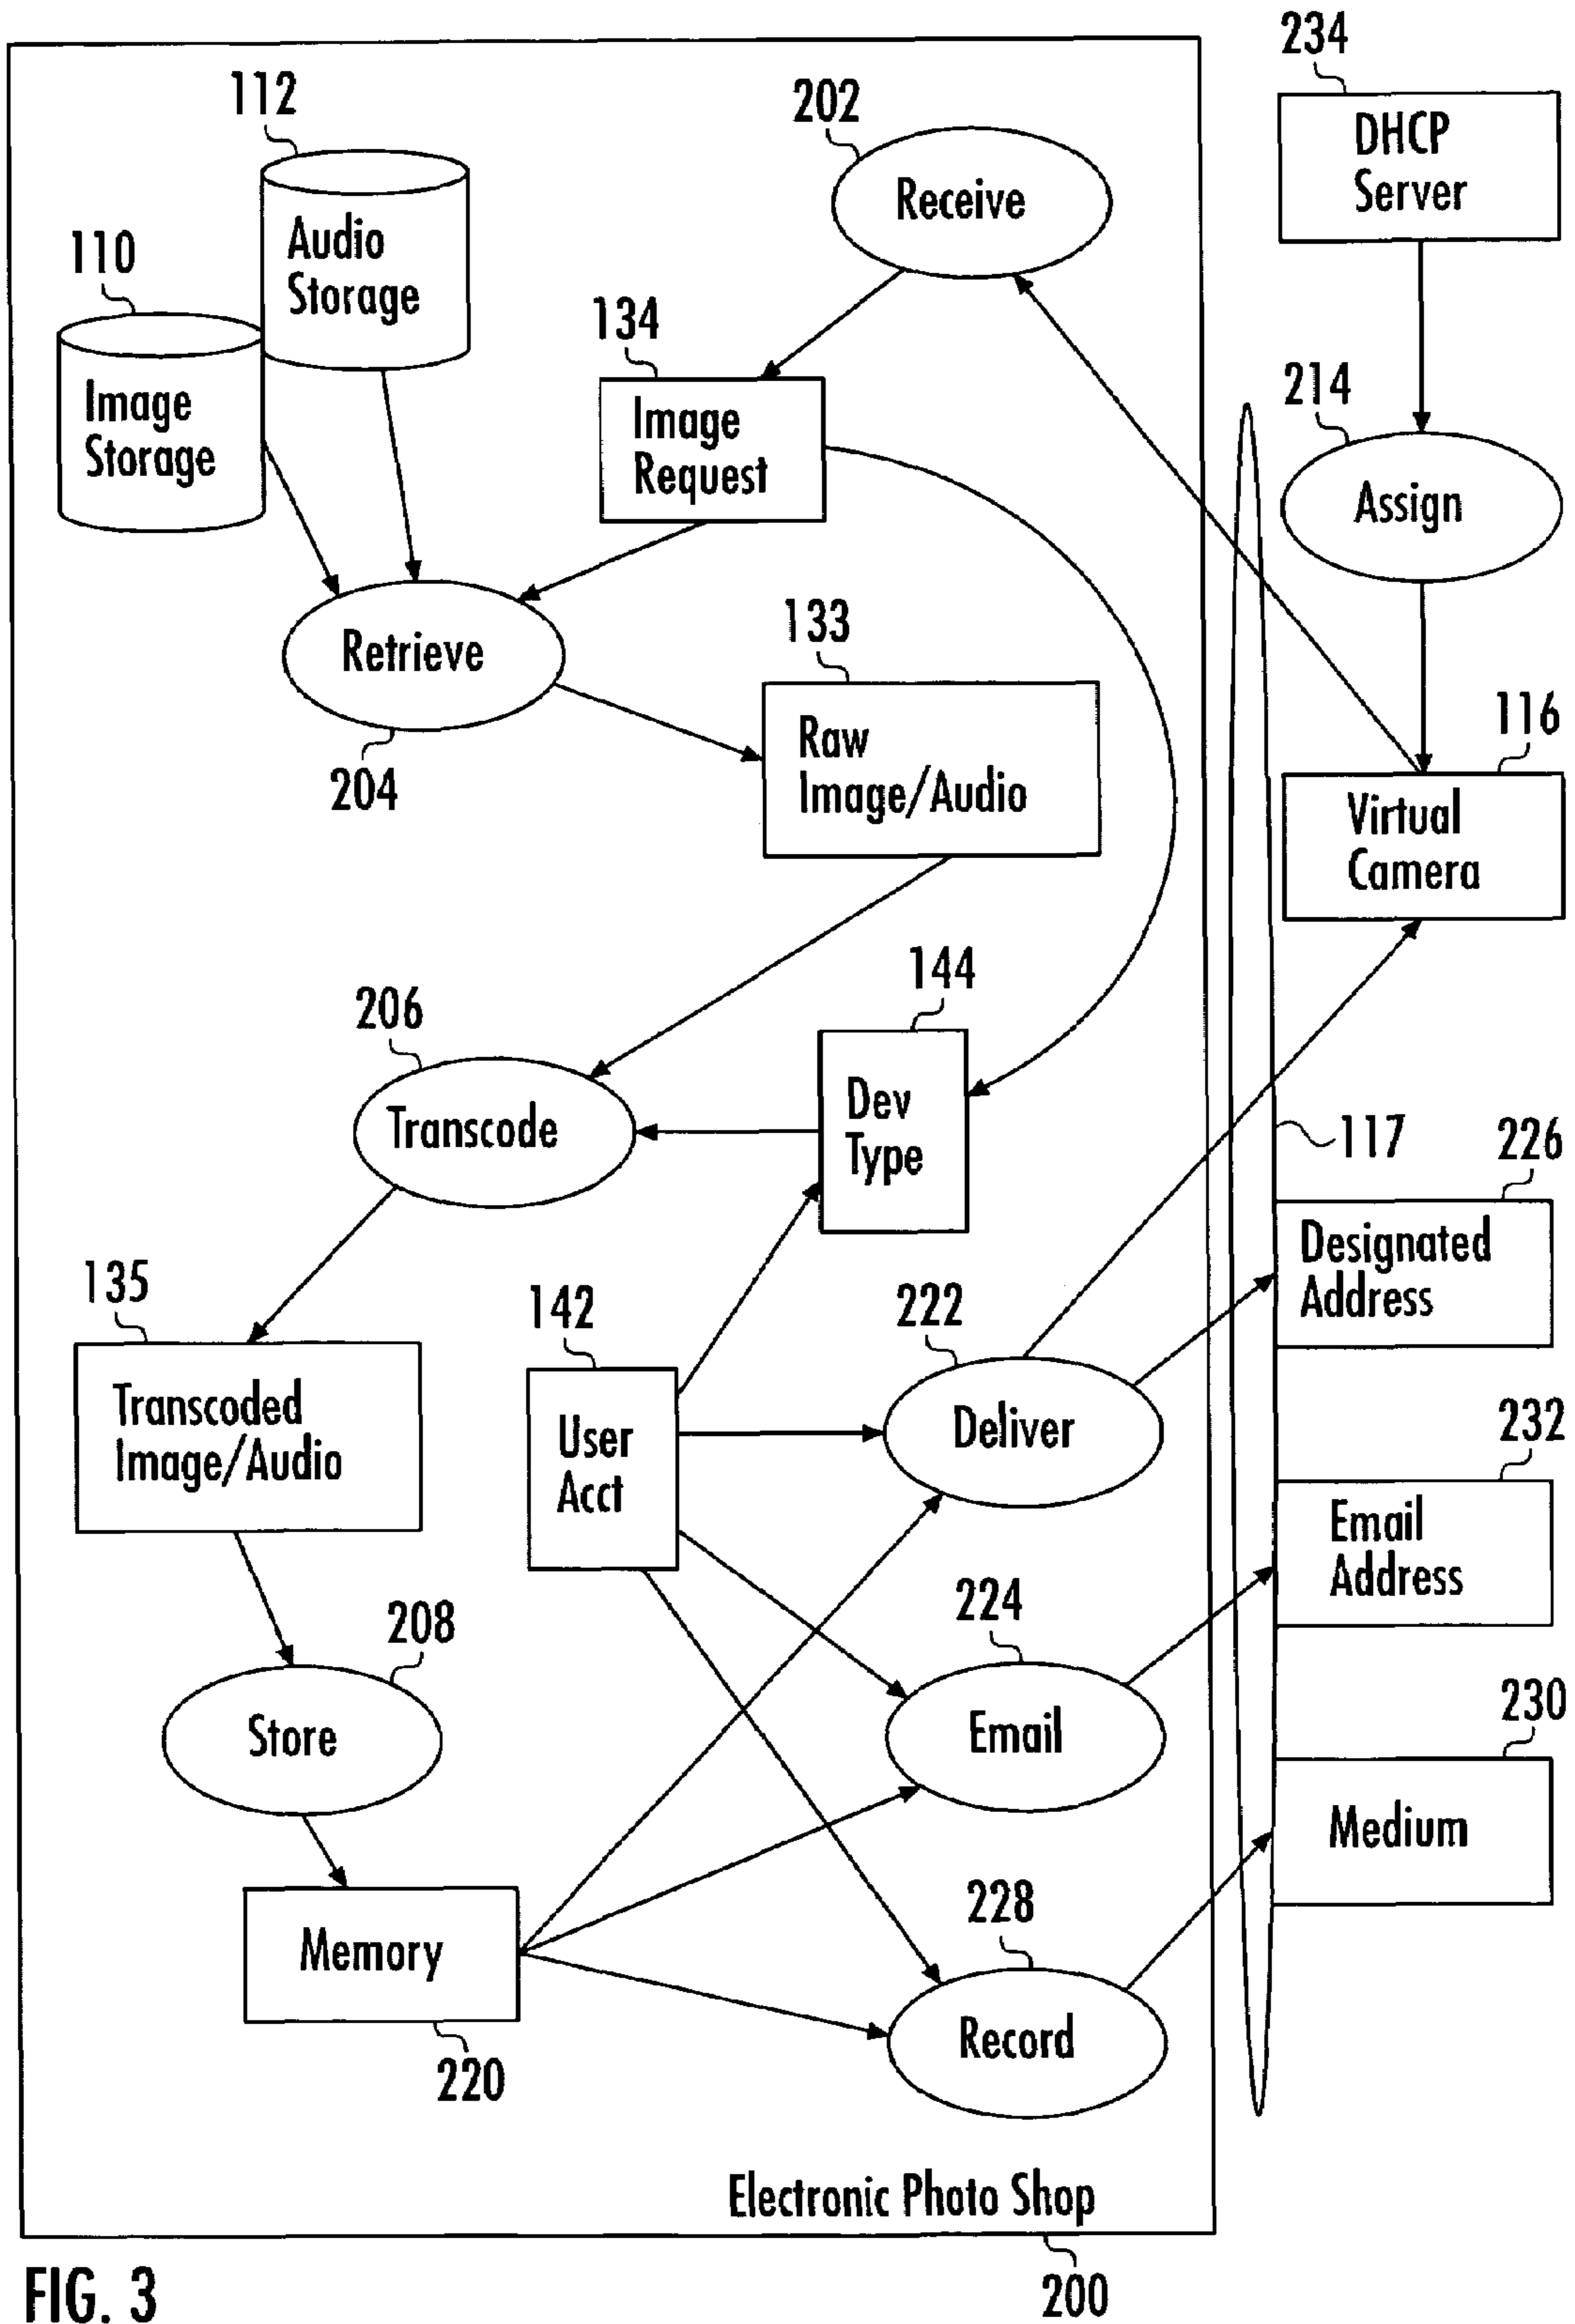 234
DHCP
Server
112
202
Audio
Storage
Receive
110
134
214
Image
Storage
Image
Request
Assign
Retrieve
133
204
Raw
Image/Audio
116
Virtual
Camera
206
144
Transcode
Dev
Type
117
226
Designated
Address
135
142
222
Transcoded
Image/Audio
User
Acct
Deliver
232
Email
Address
208
224
Store
Email
230
Medium
228
Memory
Record
220
Electronic Photo Shop
200
FIG. 3